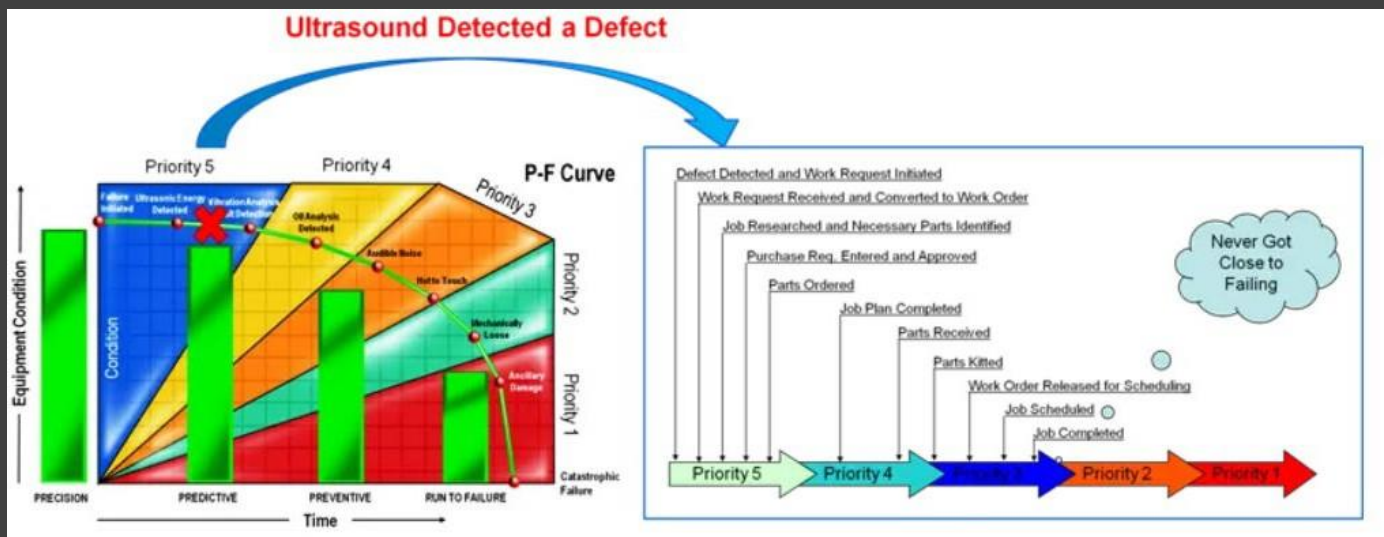 Ultrasound Detected a Defect
Priority 5
Priority 4
P-F Curve
Priority 3
Priority 2
Priority 1
Equipment Condition
Condition
Failure
Initiated
Ultrasonic Energy
Detected
Vibration Analysis
Fault Detection
Oil Analysis
Detected
Audible Noise
Hot to Touch
Mechanically
Loose
Ancillary
Damage
Catastrophic
Failure
PRECISION
PREDICTIVE
PREVENTIVE
RUN TO FAILURE
Time
Defect Detected and Work Request Initiated
Work Request Received and Converted to Work Order
Job Researched and Necessary Parts Identified
Purchase Req. Entered and Approved
Parts Ordered
Job Plan Completed
Parts Received
Parts Kitted
Work Order Released for Scheduling
Job Scheduled
Job Completed
Never Got
Close to
Failing
Priority 5
Priority 4
Priority 3
Priority 2
Priority 1